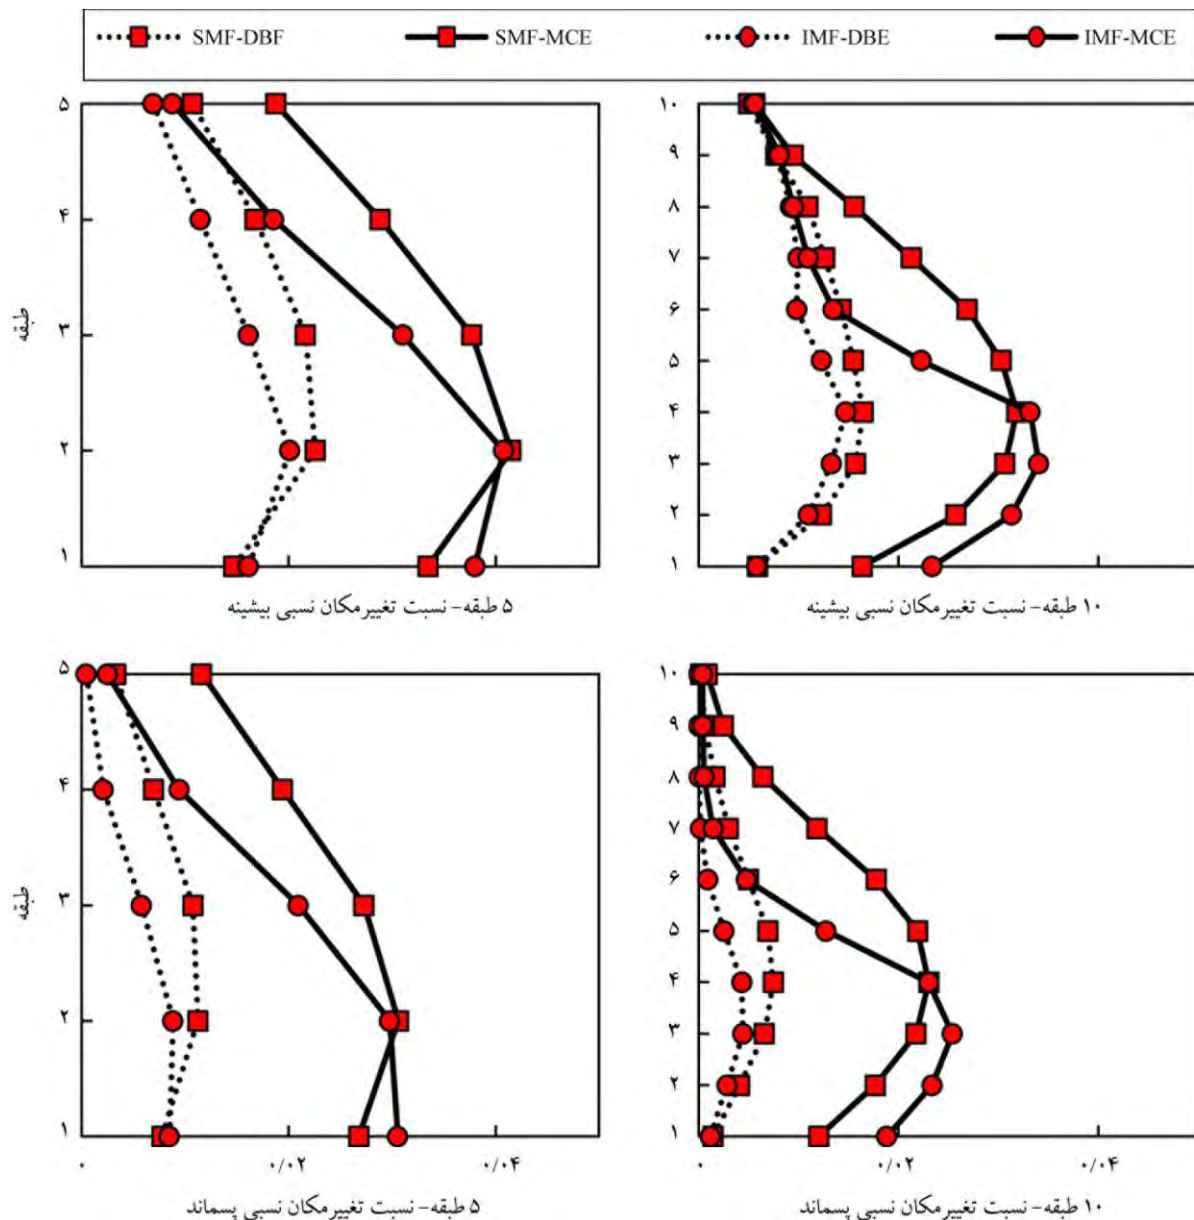 SMF-DBF SMF-MCE IMF-DBE IMF-MCE
۵ ۱۰
۹
۴ ۸
۷
طبقه ۳ ۶
۵
۲ ۴
۳
۲
۱ ۱
۵ طبقه- نسبت تغییرمکان نسبی بیشینه
۱۰ طبقه- نسبت تغییرمکان نسبی بیشینه
۵ ۱۰
۹
۴ ۸
۷
طبقه ۳ ۶
۵
۲ ۴
۳
۲
۱ ۱
۰ ۰/۰۲ ۰/۰۴ ۰ ۰/۰۲ ۰/۰۴
۵ طبقه- نسبت تغییرمکان نسبی پسماند
۱۰ طبقه- نسبت تغییرمکان نسبی پسماند